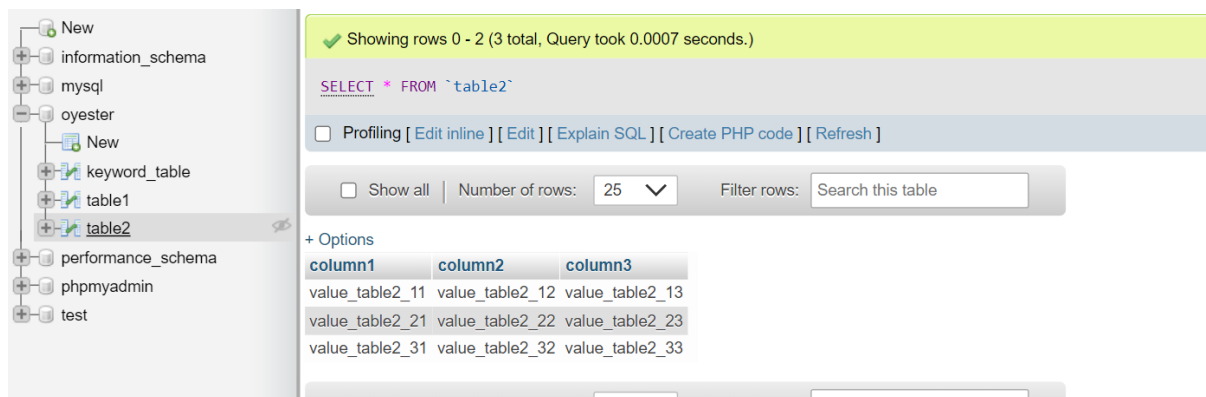 New
information_schema
mysql
oyester
New
keyword_table
table1
table2
performance_schema
phpmyadmin
test
Showing rows 0 - 2 (3 total, Query took 0.0007 seconds.)
SELECT * FROM `table2`
Profiling [ Edit inline ] [ Edit ] [ Explain SQL ] [ Create PHP code ] [ Refresh ]
Show all | Number of rows: 25 Filter rows: Search this table
+ Options
column1 column2 column3
value_table2_11 value_table2_12 value_table2_13
value_table2_21 value_table2_22 value_table2_23
value_table2_31 value_table2_32 value_table2_33